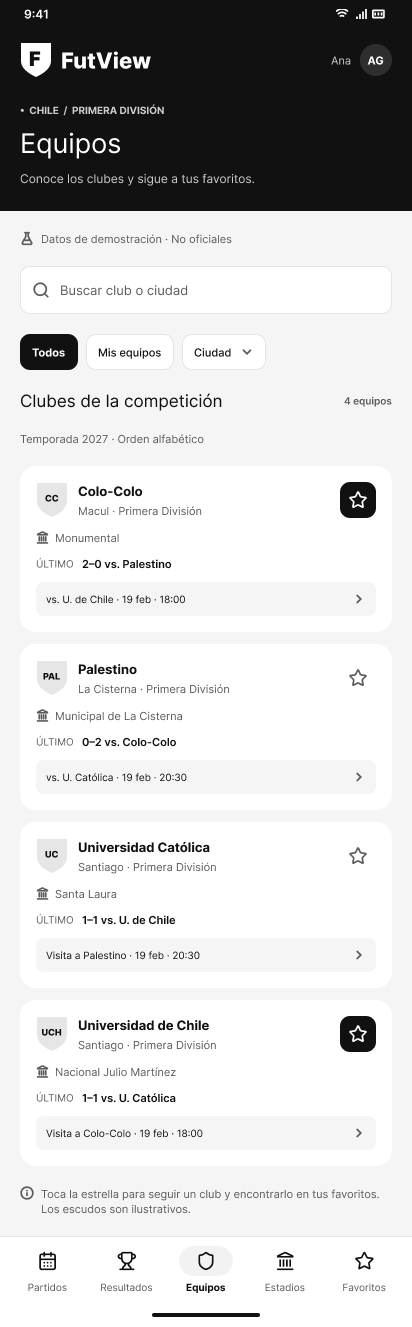 9:41
F FutView
Ana AG
• CHILE / PRIMERA DIVISIÓN
Equipos
Conoce los clubes y sigue a tus favoritos.
Datos de demostración · No oficiales
Buscar club o ciudad
Todos Mis equipos Ciudad
Clubes de la competición 4 equipos
Temporada 2027 · Orden alfabético
CC Colo-Colo
Macul · Primera División
Monumental
ÚLTIMO 2–0 vs. Palestino
vs. U. de Chile · 19 feb · 18:00
PAL Palestino
La Cisterna · Primera División
Municipal de La Cisterna
ÚLTIMO 0–2 vs. Colo-Colo
vs. U. Católica · 19 feb · 20:30
UC Universidad Católica
Santiago · Primera División
Santa Laura
ÚLTIMO 1–1 vs. U. de Chile
Visita a Palestino · 19 feb · 20:30
UCH Universidad de Chile
Santiago · Primera División
Nacional Julio Martínez
ÚLTIMO 1–1 vs. U. Católica
Visita a Colo-Colo · 19 feb · 18:00
Toca la estrella para seguir un club y encontrarlo en tus favoritos.
Los escudos son ilustrativos.
Partidos Resultados Equipos Estadios Favoritos